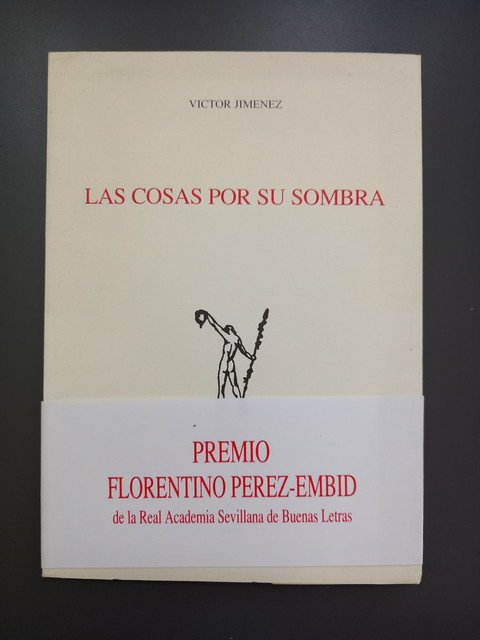 VICTOR JIMENEZ
LAS COSAS POR SU SOMBRA
PREMIO
FLORENTINO PEREZ-EMBID
de la Real Academia Sevillana de Buenas Letras